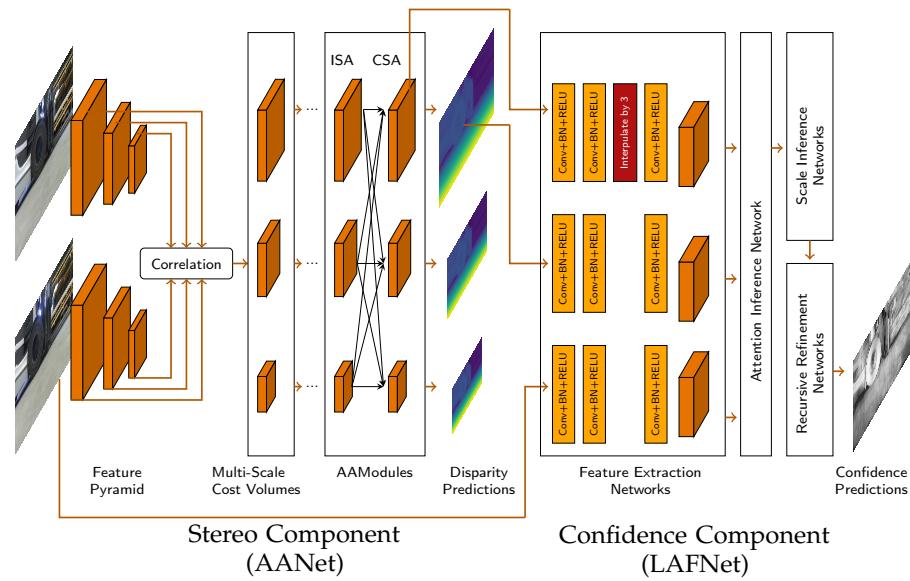 ISA
CSA
...
...
...
Correlation
Conv+BN+RELU
Conv+BN+RELU
Interpulate by 3
Conv+BN+RELU
Conv+BN+RELU
Conv+BN+RELU
Conv+BN+RELU
Conv+BN+RELU
Conv+BN+RELU
Conv+BN+RELU
Attention Inference Network
Scale Inference
Networks
Recursive Refinement
Networks
Feature
Pyramid
Multi-Scale
Cost Volumes
AAModules
Disparity
Predictions
Feature Extraction
Networks
Confidence
Predictions
Stereo Component
(AANet)
Confidence Component
(LAFNet)